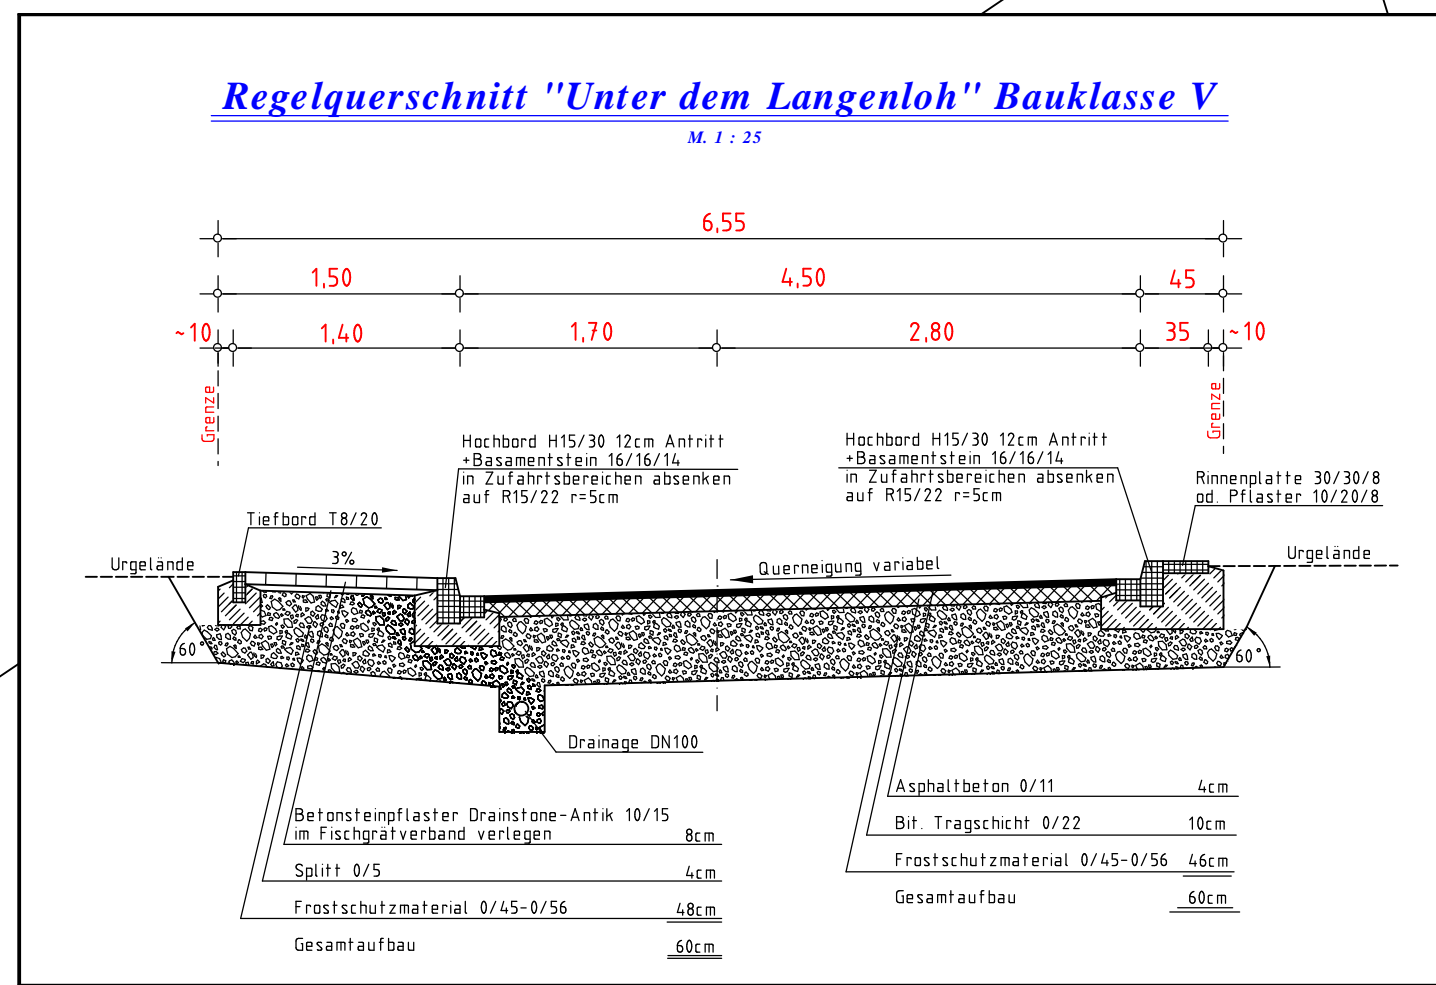 Regelquerschnitt "Unter dem Langenloh" Bauklasse V
M. 1 : 25
6,55
1,50 4,50 45
~10 1,40 1,70 2,80 35 ~10
Grenze
Grenze
Hochbord H15/30 12cm Antritt
+Basamentstein 16/16/14
in Zufahrtsbereichen absenken
auf R15/22 r=5cm
Hochbord H15/30 12cm Antritt
+Basamentstein 16/16/14
in Zufahrtsbereichen absenken
auf R15/22 r=5cm
Rinnenplatte 30/30/8
od. Pflaster 10/20/8
Tiefbord T8/20
Urgelände
3%
Querneigung variabel
Urgelände
60°
60°
Drainage DN100
Betonsteinpflaster Drainstone-Antik 10/15
im Fischgrätverband verlegen 8cm
Splitt 0/5 4cm
Frostschutzmaterial 0/45-0/56 48cm
Gesamtaufbau 60cm
Asphaltbeton 0/11 4cm
Bit. Tragschicht 0/22 10cm
Frostschutzmaterial 0/45-0/56 46cm
Gesamtaufbau 60cm